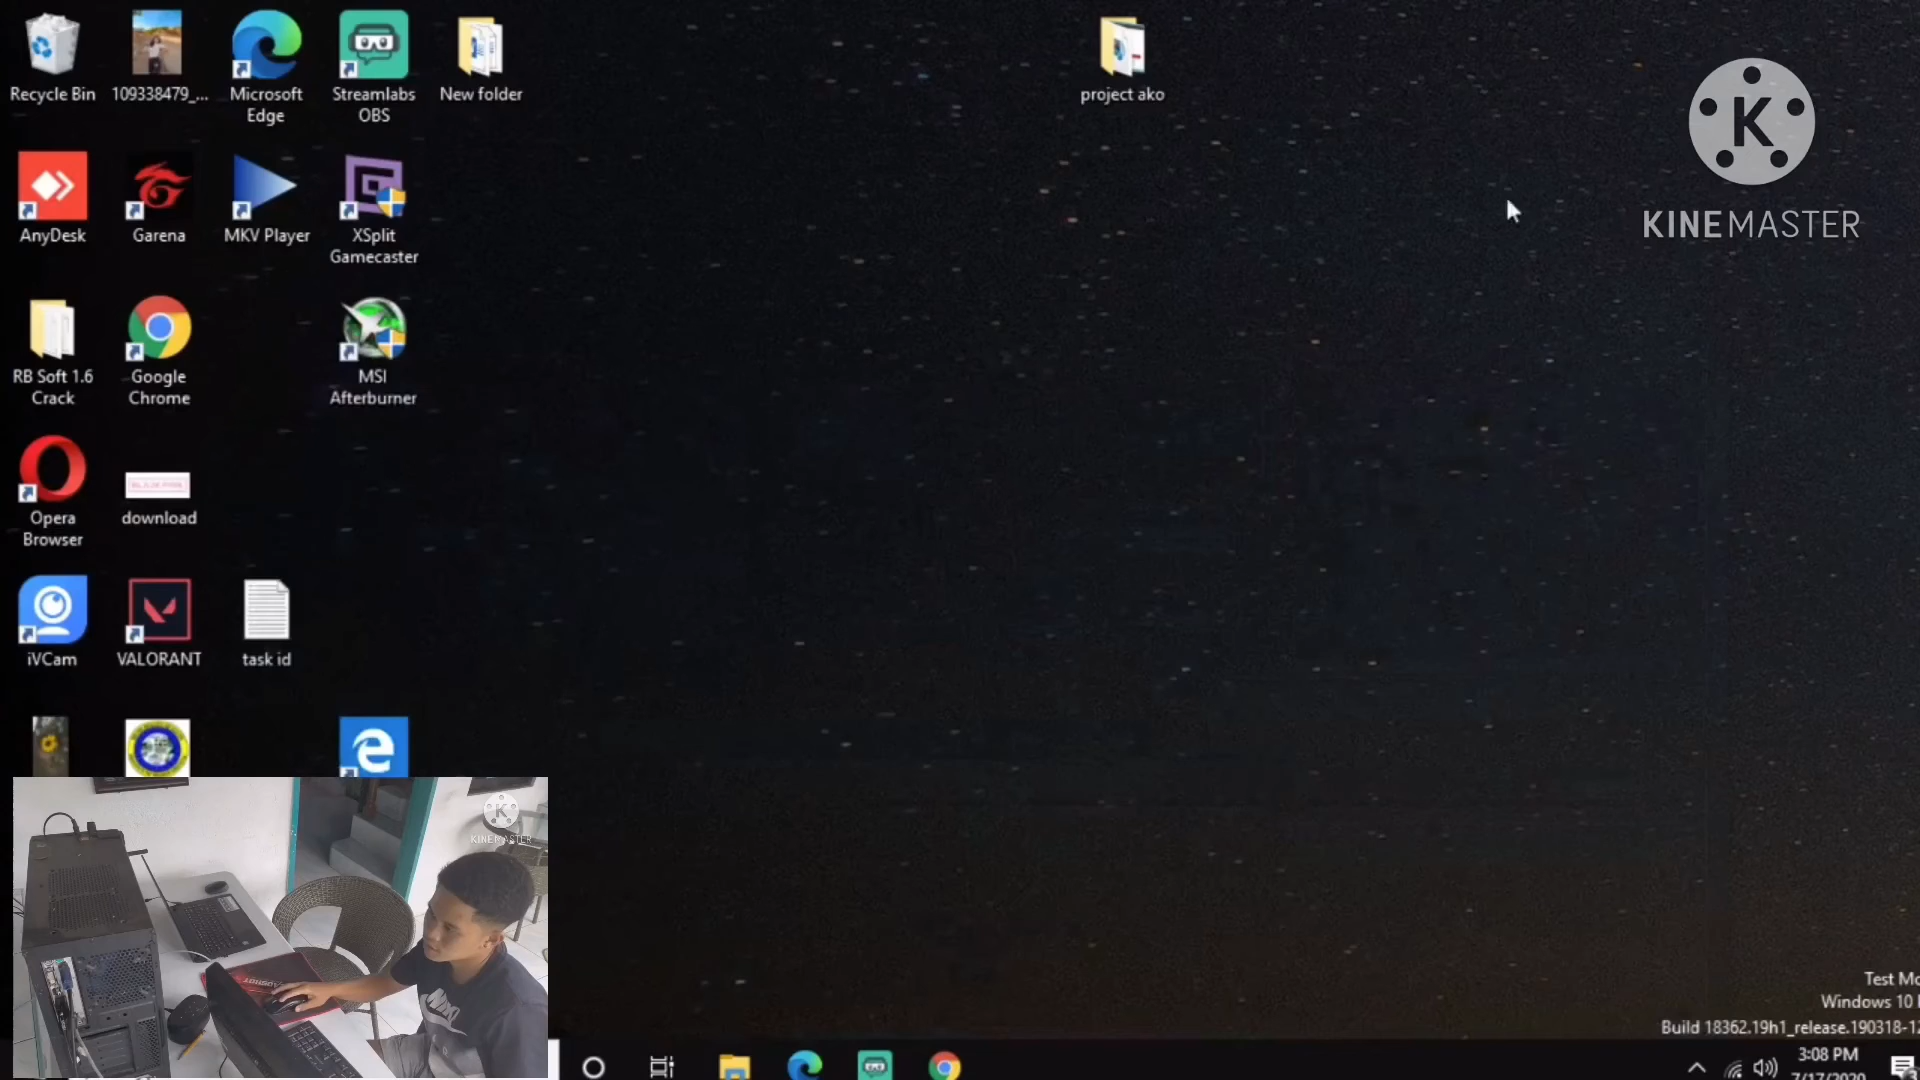 Recycle Bin
109338479_...
Microsoft
Edge
Streamlabs
OBS
New folder
project ako
K
KINEMASTER
AnyDesk
Garena
MKV Player
XSplit
Gamecaster
RB Soft 1.6
Crack
Google
Chrome
MSI
Afterburner
Opera
Browser
download
iVCam
VALORANT
task id
K
KINEMASTER
Test Mo
Windows 10
Build 18362.19h1_release.190318-12
3:08 PM
7/17/2020